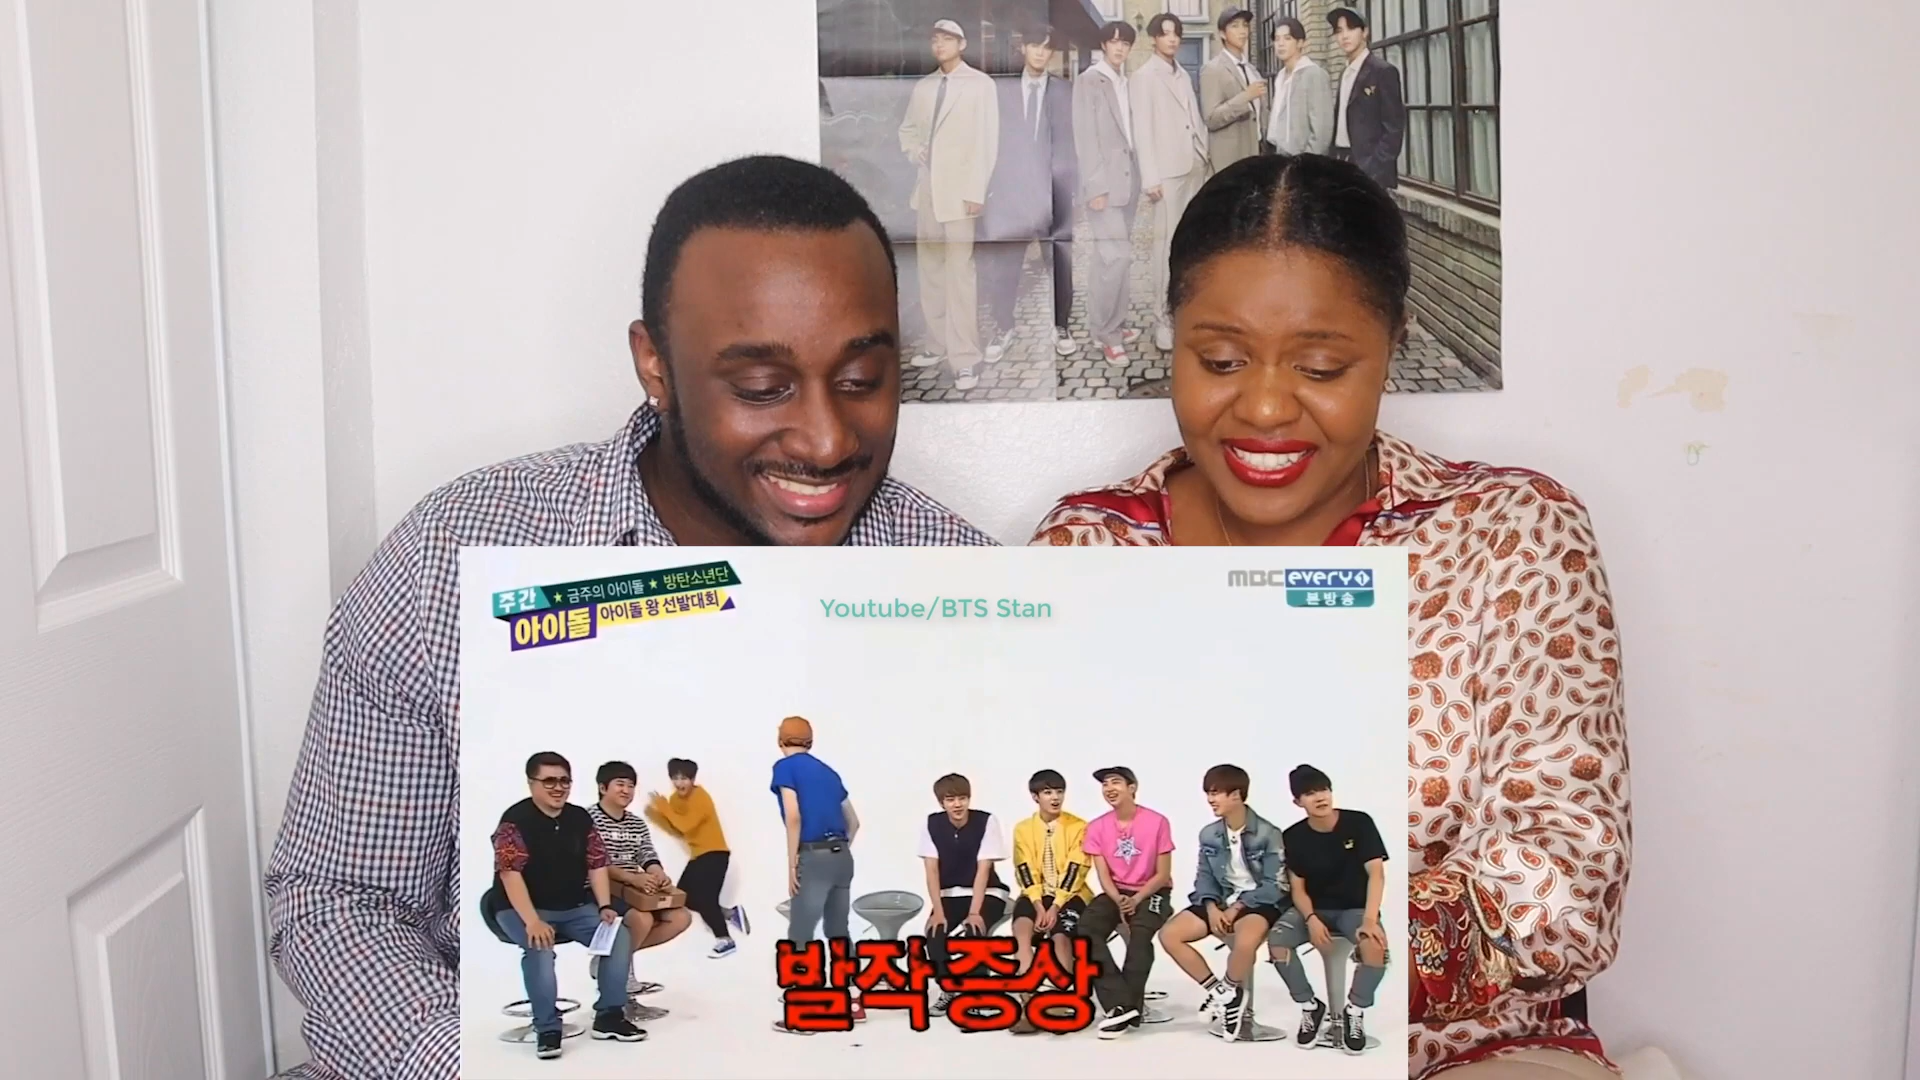 주간 ★ 금주의 아이돌 ★ 방탄소년단
아이돌 아이돌 왕 선발대회
Youtube/BTS Stan
MBC every1
본방송
발작증상